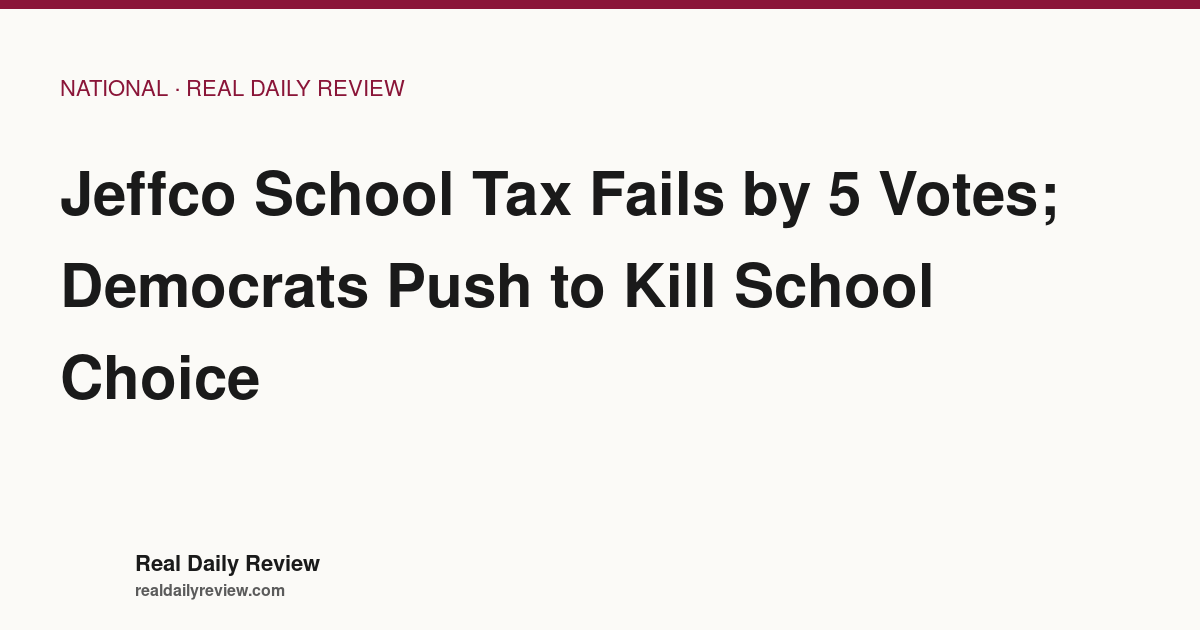 NATIONAL · REAL DAILY REVIEW
Jeffco School Tax Fails by 5 Votes;
Democrats Push to Kill School
Choice
Real Daily Review
realdailyreview.com